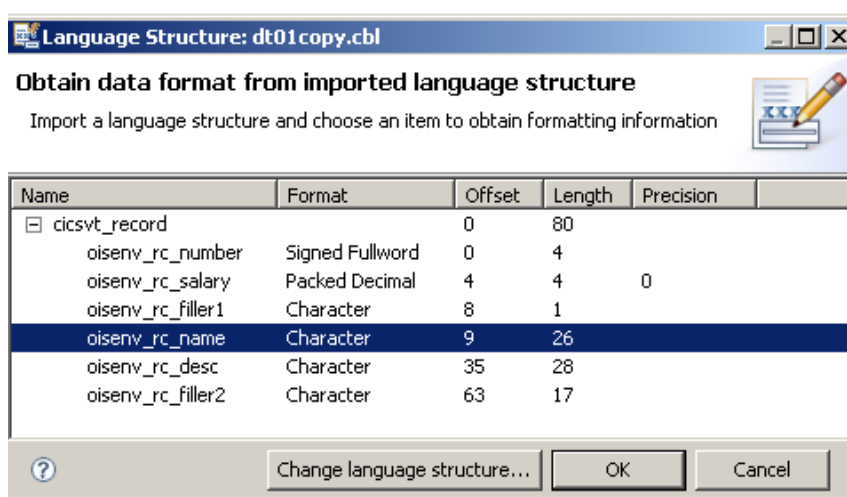 Language Structure: dt01copy.cbl
Obtain data format from imported language structure
Import a language structure and choose an item to obtain formatting information
xxx
Name Format Offset Length Precision
cicsvt_record 0 80
oisenv_rc_number Signed Fullword 0 4
oisenv_rc_salary Packed Decimal 4 4 0
oisenv_rc_filler1 Character 8 1
oisenv_rc_name Character 9 26
oisenv_rc_desc Character 35 28
oisenv_rc_filler2 Character 63 17
? Change language structure... OK Cancel